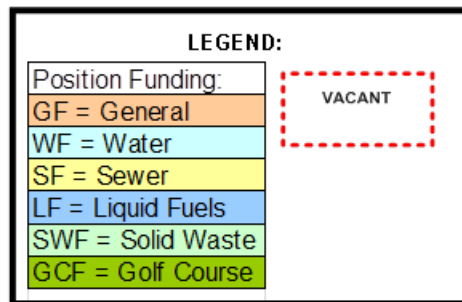 LEGEND:
Position Funding:
GF = General
WF = Water
SF = Sewer
LF = Liquid Fuels
SWF = Solid Waste
GCF = Golf Course
VACANT